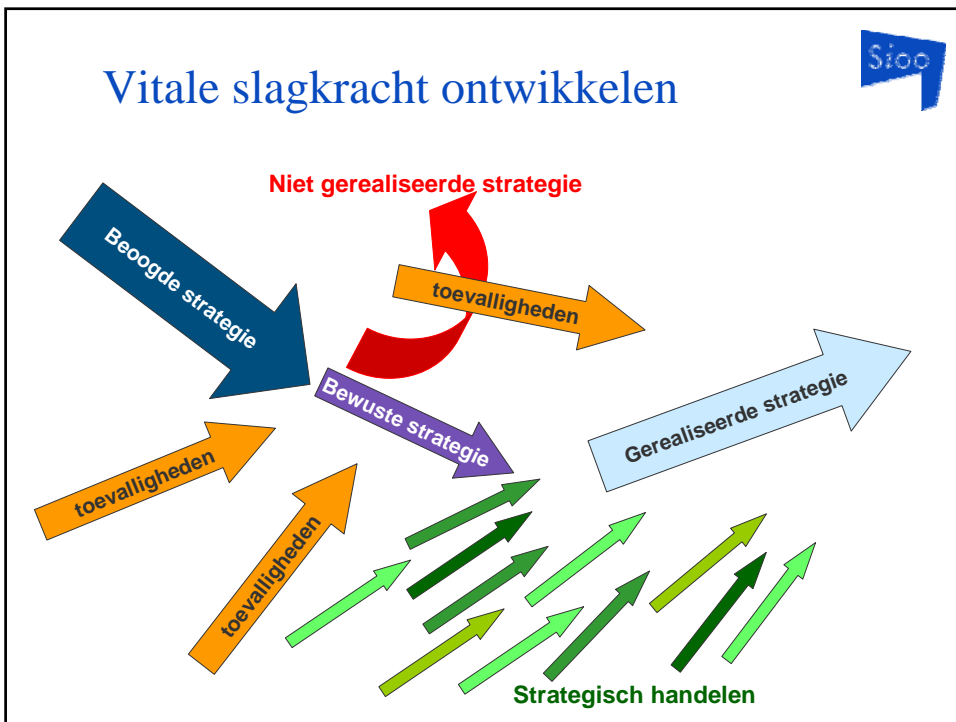 Sioo
Vitale slagkracht ontwikkelen
Niet gerealiseerde strategie
Beoogde strategie
toevalligheden
Bewuste strategie
Gerealiseerde strategie
toevalligheden
toevalligheden
Strategisch handelen